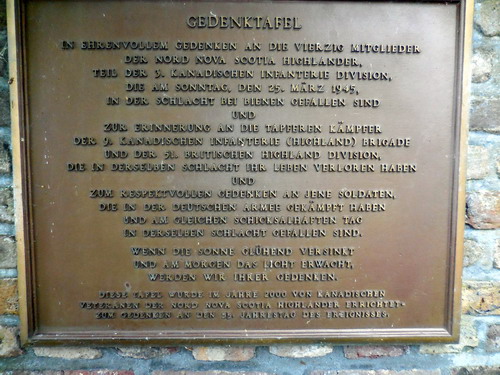 GEDENKTAFEL
IN EHRENVOLLEM GEDENKEN AN DIE VIERZIG MITGLIEDER
DER NORD NOVA SCOTIA HIGHLANDER,
TEIL DER 3. KANADISCHEN INFANTERIE DIVISION,
DIE AM SONNTAG, DEN 25. MÄRZ 1945,
IN DER SCHLACHT BEI BIENEN GEFALLEN SIND
UND
ZUR ERINNERUNG AN DIE TAPFEREN KÄMPFER
DER 9. KANADISCHEN INFANTERIE (HIGHLAND) BRIGADE
UND DER 51. BRITISCHEN HIGHLAND DIVISION,
DIE IN DERSELBEN SCHLACHT IHR LEBEN VERLOREN HABEN
UND
ZUM RESPEKTVOLLEN GEDENKEN AN JENE SOLDATEN,
DIE IN DER DEUTSCHEN ARMEE GEKÄMPFT HABEN
UND AM GLEICHEN SCHICKSALHAFTEN TAG
IN DERSELBEN SCHLACHT GEFALLEN SIND.
WENN DIE SONNE GLÜHEND VERSINKT
UND AM MORGEN DAS LICHT ERWACHT,
WERDEN WIR IHRER GEDENKEN.
DIESE TAFEL WURDE IM JAHRE 2000 VON KANADISCHEN
VETERANEN DER NORD NOVA SCOTIA HIGHLANDER ERRICHTET
ZUM GEDENKEN AN DEN 55. JAHRESTAG DES EREIGNISSES.